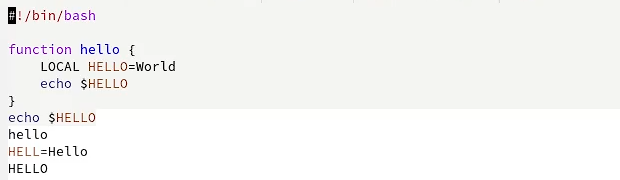 #!/bin/bash
function hello {
    LOCAL HELLO=World
    echo $HELLO
}
echo $HELLO
hello
HELL=Hello
HELLO